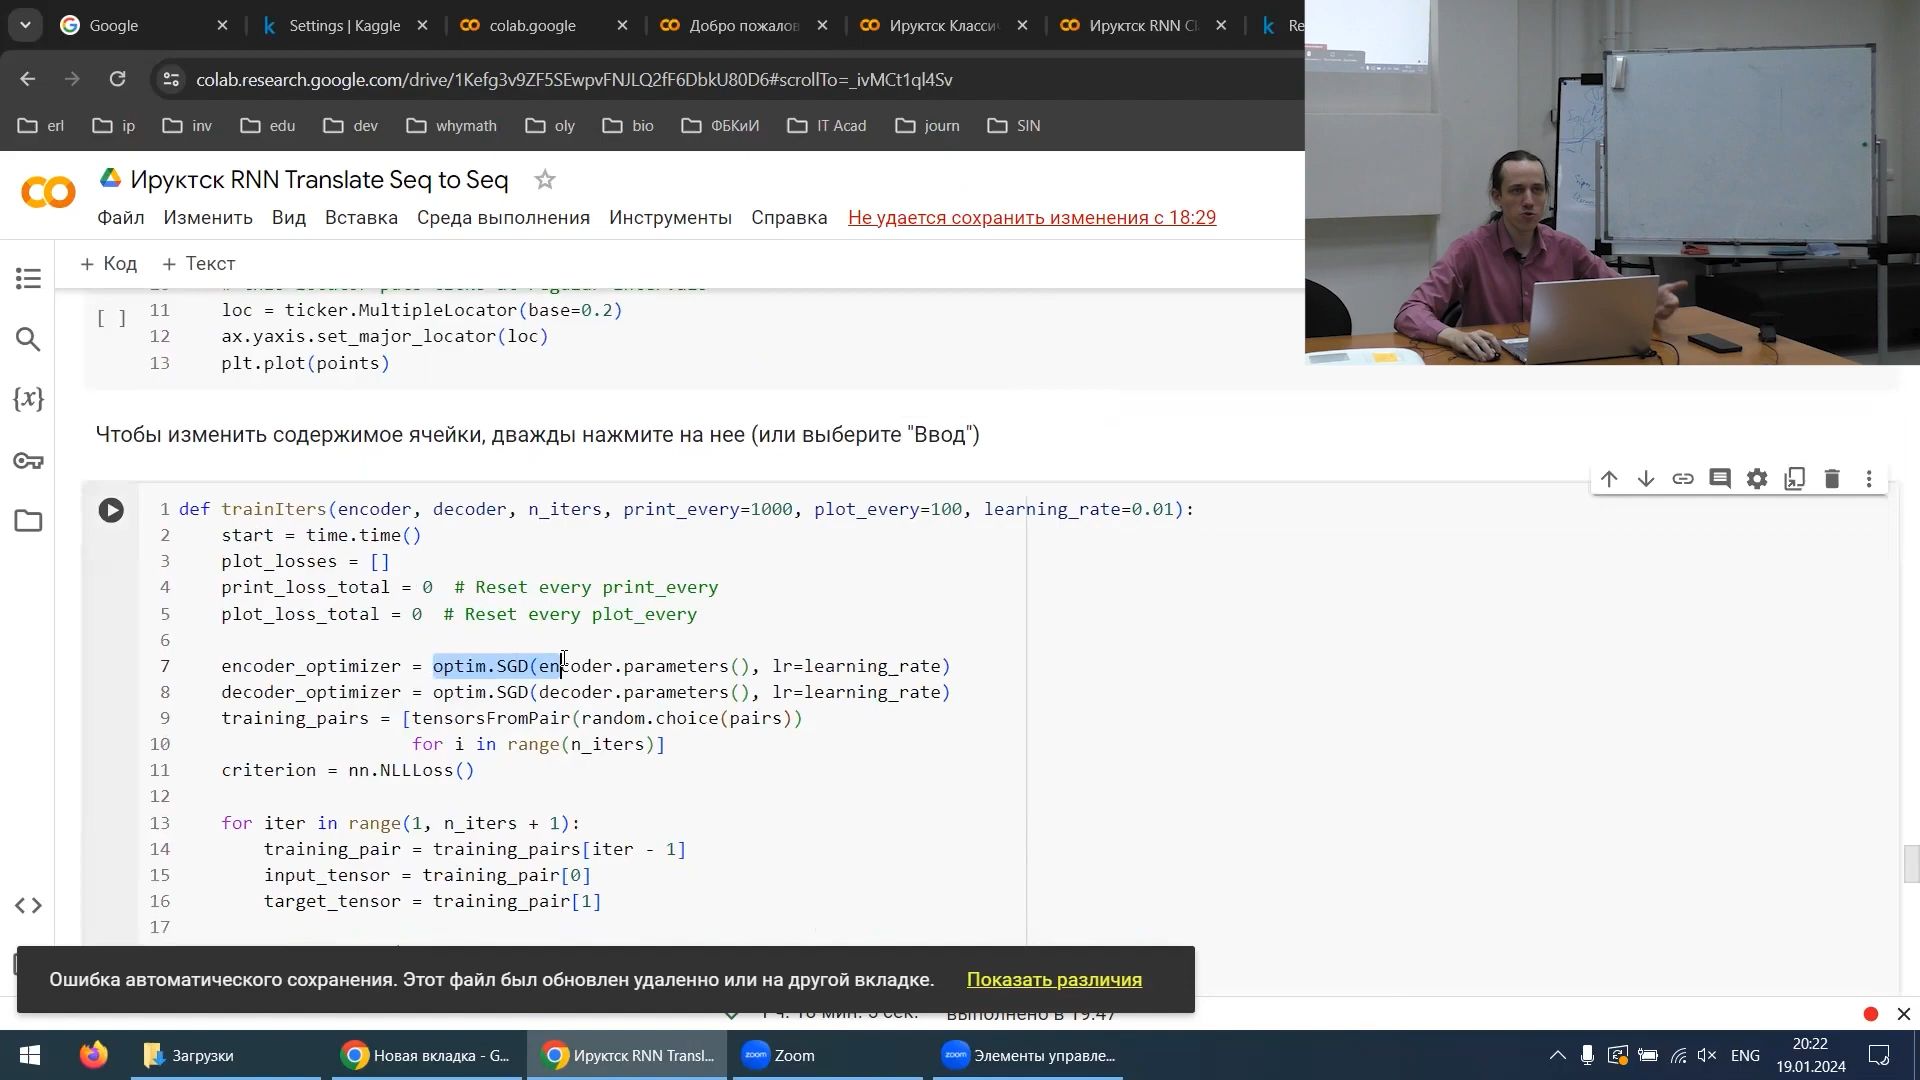 Google
Settings | Kaggle
colab.google
Добро пожалов
Ируктск Класси
Ируктск RNN Cl
Re
colab.research.google.com/drive/1Kefg3v9ZF5SEwpvFNJLQ2fF6DbkU80D6#scrollTo=_ivMCt1ql4Sv
erl ip inv edu dev whymath oly bio ФБКиИ IT Acad journ SIN
Ируктск RNN Translate Seq to Seq
Файл Изменить Вид Вставка Среда выполнения Инструменты Справка Не удается сохранить изменения с 18:29
+ Код + Текст
[ ] 11 loc = ticker.MultipleLocator(base=0.2)
12 ax.yaxis.set_major_locator(loc)
13 plt.plot(points)
Чтобы изменить содержимое ячейки, дважды нажмите на нее (или выберите "Ввод")
1 def trainIters(encoder, decoder, n_iters, print_every=1000, plot_every=100, learning_rate=0.01):
2 start = time.time()
3 plot_losses = []
4 print_loss_total = 0 # Reset every print_every
5 plot_loss_total = 0 # Reset every plot_every
6
7 encoder_optimizer = optim.SGD(encoder.parameters(), lr=learning_rate)
8 decoder_optimizer = optim.SGD(decoder.parameters(), lr=learning_rate)
9 training_pairs = [tensorsFromPair(random.choice(pairs))
10 for i in range(n_iters)]
11 criterion = nn.NLLLoss()
12
13 for iter in range(1, n_iters + 1):
14 training_pair = training_pairs[iter - 1]
15 input_tensor = training_pair[0]
16 target_tensor = training_pair[1]
17
Ошибка автоматического сохранения. Этот файл был обновлен удаленно или на другой вкладке. Показать различия
выполнено в 19:47
Загрузки
Новая вкладка - G...
Ируктск RNN Transl...
Zoom
Элементы управле...
ENG
20:22
19.01.2024